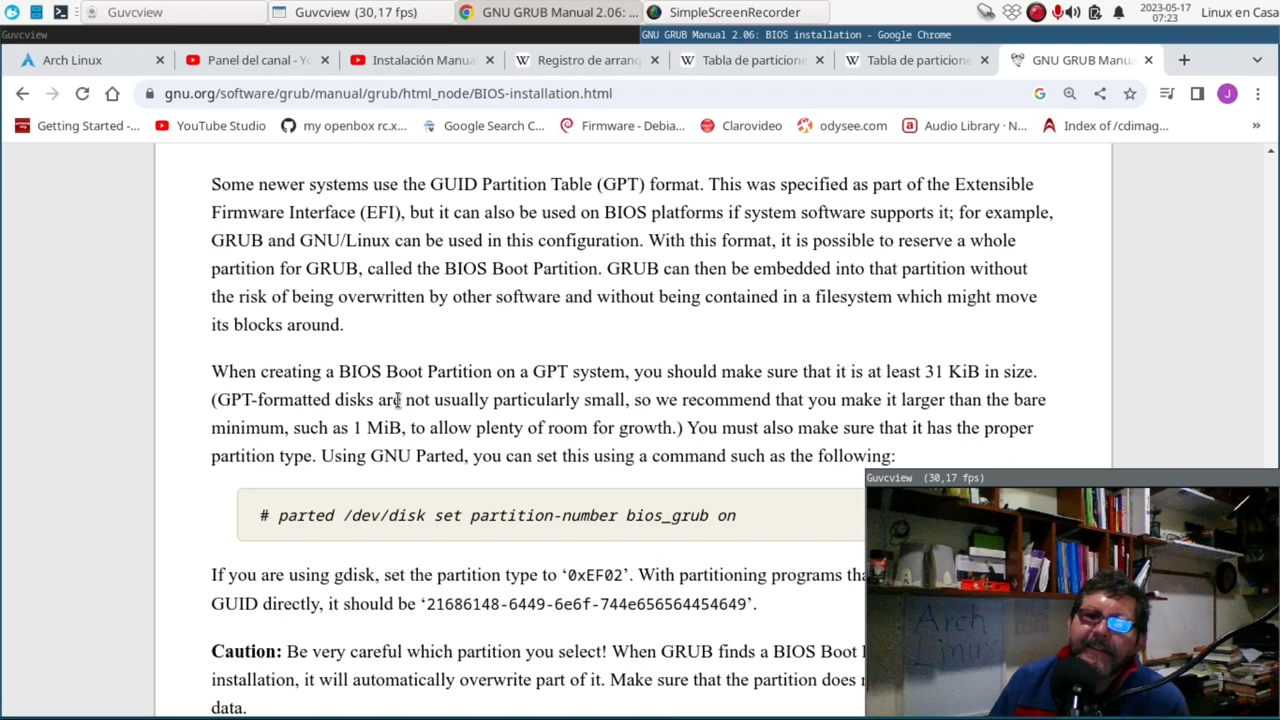 Guvcview
Guvcview (30,17 fps)
GNU GRUB Manual 2.06: ...
SimpleScreenRecorder
2023-05-17
07:23
Linux en Casa
Guvcview
GNU GRUB Manual 2.06: BIOS installation - Google Chrome
Arch Linux
Panel del canal - Yo
Instalación Manua
Registro de arranq
Tabla de particione
Tabla de particione
GNU GRUB Manua
gnu.org/software/grub/manual/grub/html_node/BIOS-installation.html
J
Getting Started -...
YouTube Studio
my openbox rc.x...
Google Search C...
Firmware - Debia...
Clarovideo
odysee.com
Audio Library · N...
Index of /cdimag...
»
Some newer systems use the GUID Partition Table (GPT) format. This was specified as part of the Extensible
Firmware Interface (EFI), but it can also be used on BIOS platforms if system software supports it; for example,
GRUB and GNU/Linux can be used in this configuration. With this format, it is possible to reserve a whole
partition for GRUB, called the BIOS Boot Partition. GRUB can then be embedded into that partition without
the risk of being overwritten by other software and without being contained in a filesystem which might move
its blocks around.
When creating a BIOS Boot Partition on a GPT system, you should make sure that it is at least 31 KiB in size.
(GPT-formatted disks are not usually particularly small, so we recommend that you make it larger than the bare
minimum, such as 1 MiB, to allow plenty of room for growth.) You must also make sure that it has the proper
partition type. Using GNU Parted, you can set this using a command such as the following:
# parted /dev/disk set partition-number bios_grub on
If you are using gdisk, set the partition type to ‘0xEF02’. With partitioning programs tha
GUID directly, it should be ‘21686148-6449-6e6f-744e656564454649’.
Caution: Be very careful which partition you select! When GRUB finds a BIOS Boot
installation, it will automatically overwrite part of it. Make sure that the partition does
data.
Guvcview (30,17 fps)
Arch
Linux